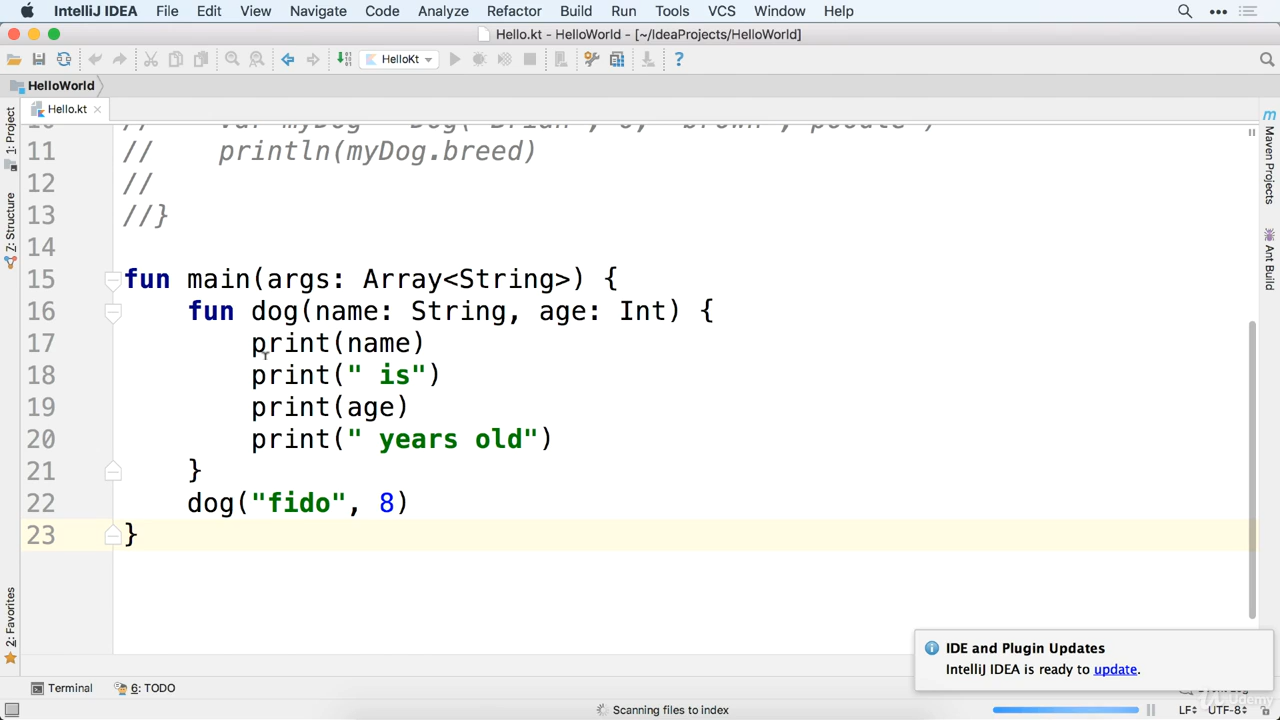 IntelliJ IDEA File Edit View Navigate Code Analyze Refactor Build Run Tools VCS Window Help
Hello.kt - HelloWorld - [~/IdeaProjects/HelloWorld]
HelloKt
HelloWorld
Hello.kt
1: Project
Z: Structure
2: Favorites
Maven Projects
Ant Build
11 // println(myDog.breed)
12 //
13 //}
14
15 fun main(args: Array<String>) {
16 fun dog(name: String, age: Int) {
17 print(name)
18 print(" is")
19 print(age)
20 print(" years old")
21 }
22 dog("fido", 8)
23 }
IDE and Plugin Updates
IntelliJ IDEA is ready to update.
Terminal 6: TODO
Scanning files to index LF UTF-8
Udemy